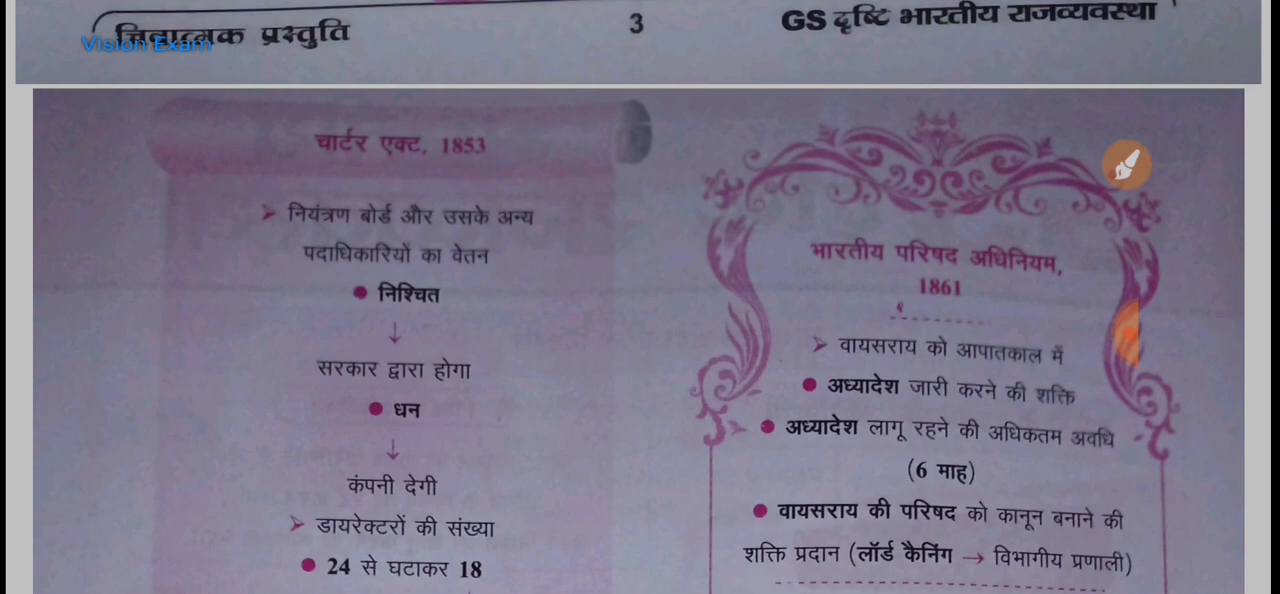 चित्रात्मक प्रस्तुति
3
GS दृष्टि भारतीय राजव्यवस्था
Vision Exam
चार्टर एक्ट, 1853
➤ नियंत्रण बोर्ड और उसके अन्य
पदाधिकारियों का वेतन
● निश्चित
↓
सरकार द्वारा होगा
● धन
↓
कंपनी देगी
➤ डायरेक्टरों की संख्या
● 24 से घटाकर 18
भारतीय परिषद अधिनियम,
1861
➤ वायसराय को आपातकाल में
● अध्यादेश जारी करने की शक्ति
● अध्यादेश लागू रहने की अधिकतम अवधि
(6 माह)
● वायसराय की परिषद को कानून बनाने की
शक्ति प्रदान (लॉर्ड कैनिंग → विभागीय प्रणाली)